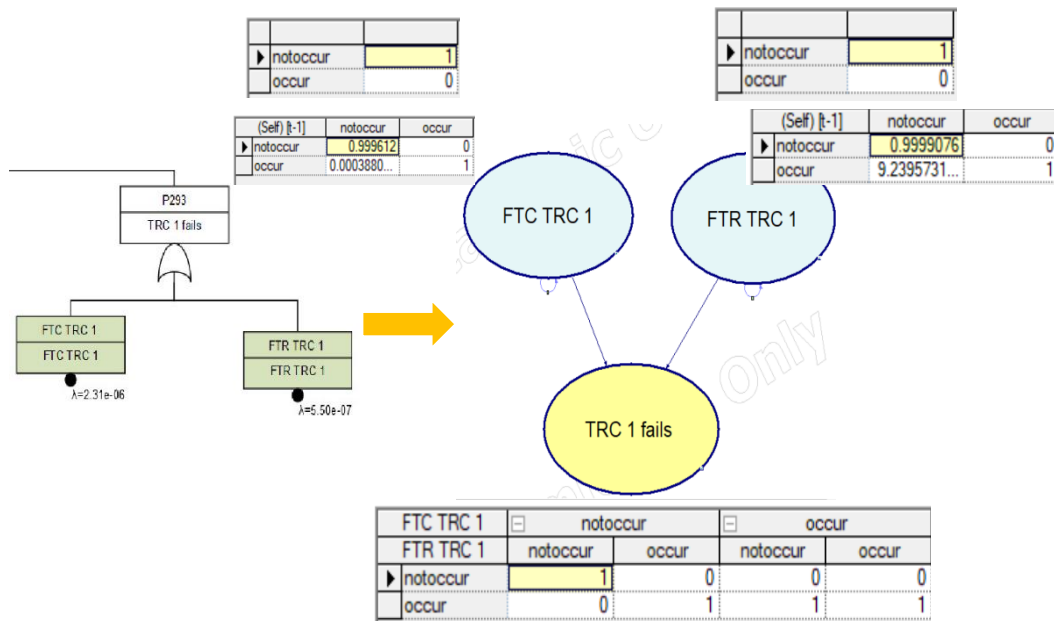 notoccur 1
occur 0
(Self) [t-1] notoccur occur
notoccur 0.999612 0
occur 0.0003880... 1
notoccur 1
occur 0
(Self) [t-1] notoccur occur
notoccur 0.9999076 0
occur 9.2395731... 1
P293
TRC 1 fails
FTC TRC 1
FTC TRC 1
λ=2.31e-06
FTR TRC 1
FTR TRC 1
λ=5.50e-07
FTC TRC 1
FTR TRC 1
TRC 1 fails
Only
FTC TRC 1 notoccur occur
FTR TRC 1 notoccur occur notoccur occur
notoccur 1 0 0 0
occur 0 1 1 1